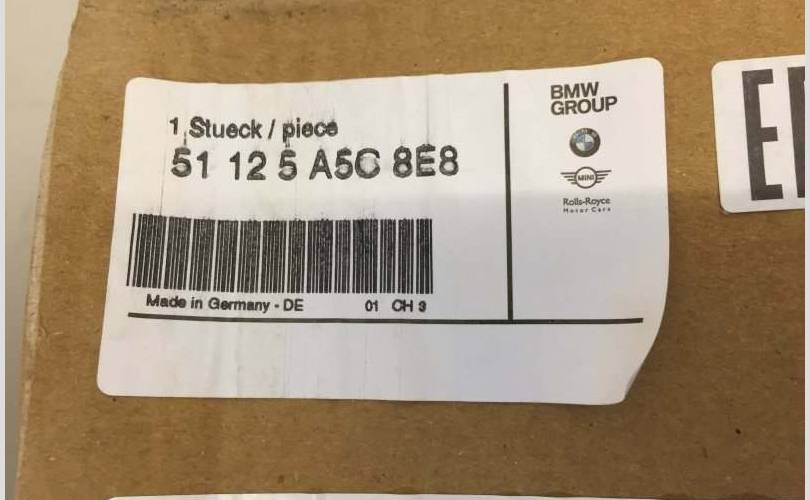 1 Stueck / piece
51 12 5 A5C 8E8
Made in Germany - DE 01 CH 3
BMW
GROUP
MINI
Rolls-Royce
Motor Cars